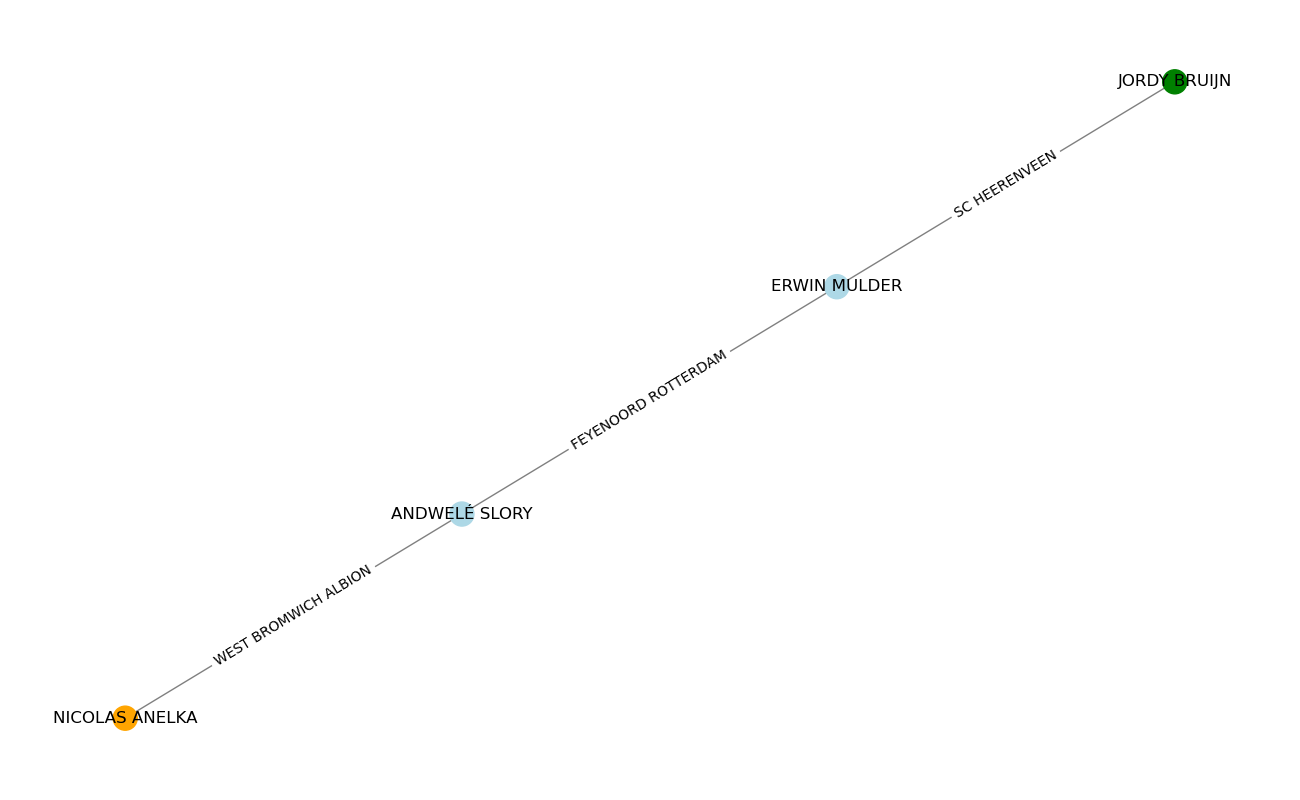 JORDY BRUIJN
SC HEERENVEEN
ERWIN MULDER
FEYENOORD ROTTERDAM
ANDWELÉ SLORY
WEST BROMWICH ALBION
NICOLAS ANELKA